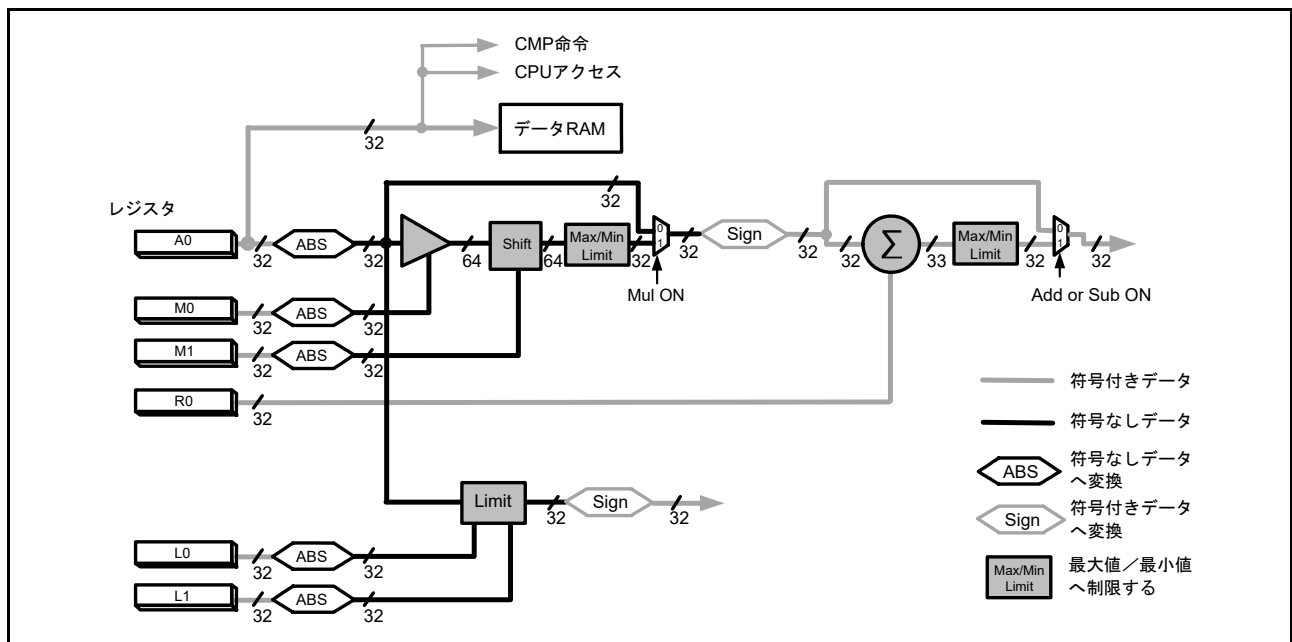 CMP命令
CPUアクセス
32
データRAM
レジスタ
A0
32
ABS
32
64
Shift
64
Max/Min
Limit
32
32
0
1
Mul ON
32
Sign
32
32
Σ
33
Max/Min
Limit
32
0
1
Add or Sub ON
32
M0
32
ABS
32
M1
32
ABS
32
R0
32
Limit
32
Sign
32
L0
32
ABS
32
L1
32
ABS
32
符号付きデータ
符号なしデータ
ABS
符号なしデータ
へ変換
Sign
符号付きデータ
へ変換
Max/Min
Limit
最大値／最小値
へ制限する